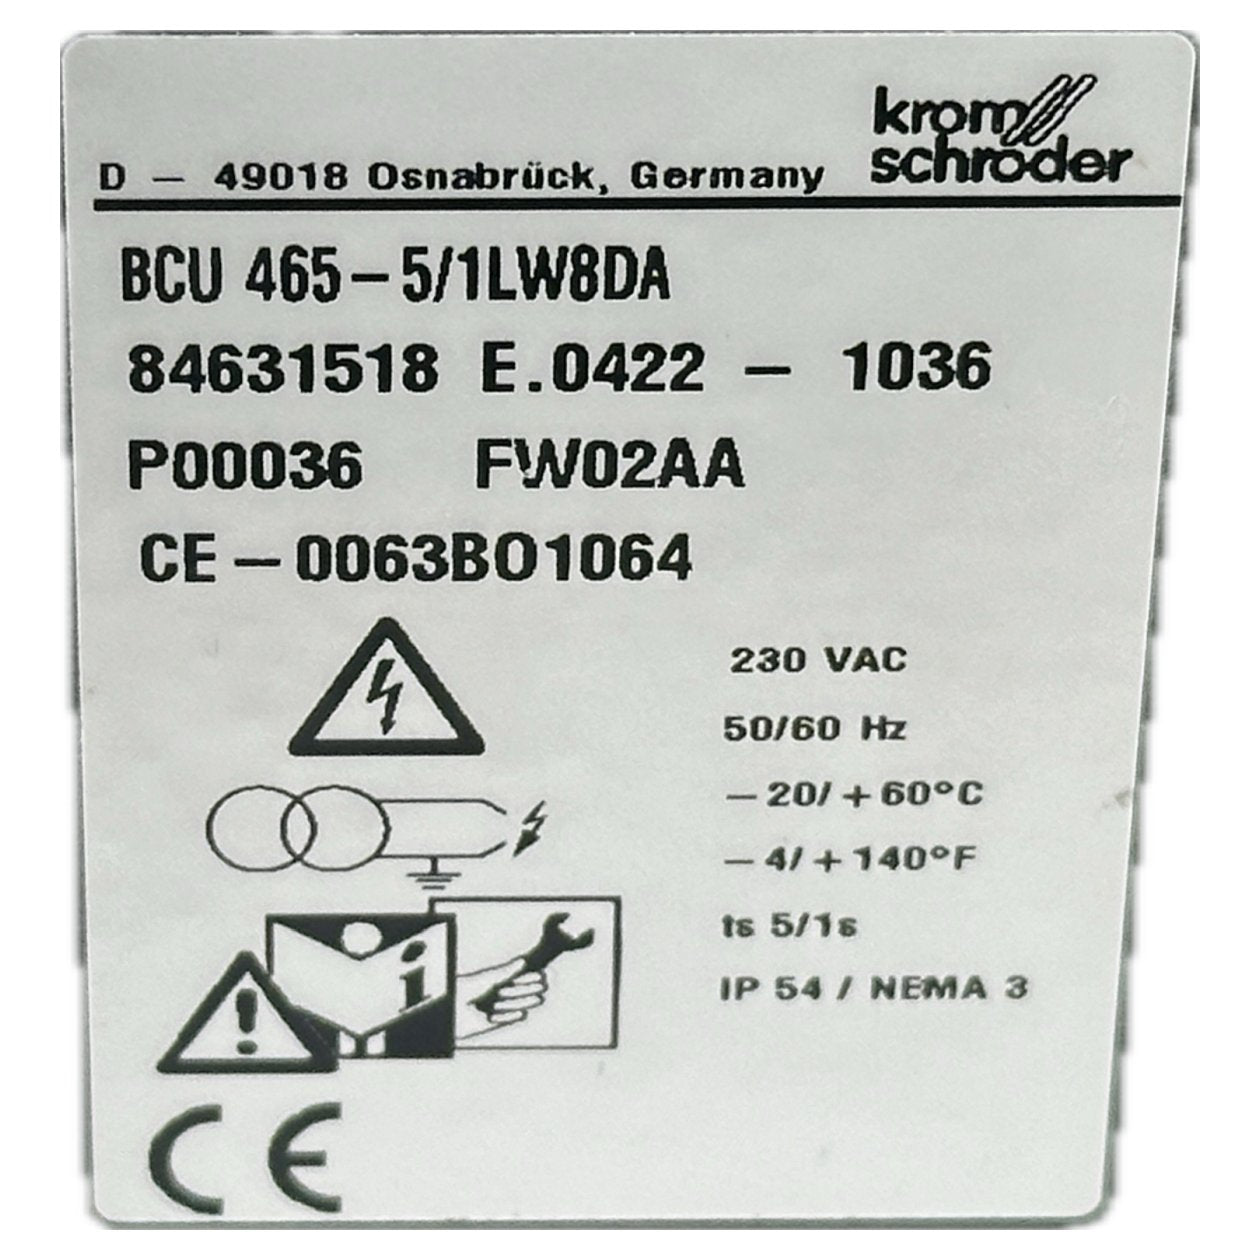 krom
schröder
D – 49018 Osnabrück, Germany
BCU 465-5/1LW8DA
84631518 E.0422 - 1036
P00036 FW02AA
CE-0063BO1064
230 VAC
50/60 Hz
-20/+60°C
-4/+140°F
ts 5/1s
IP 54 / NEMA 3
i
!
CE